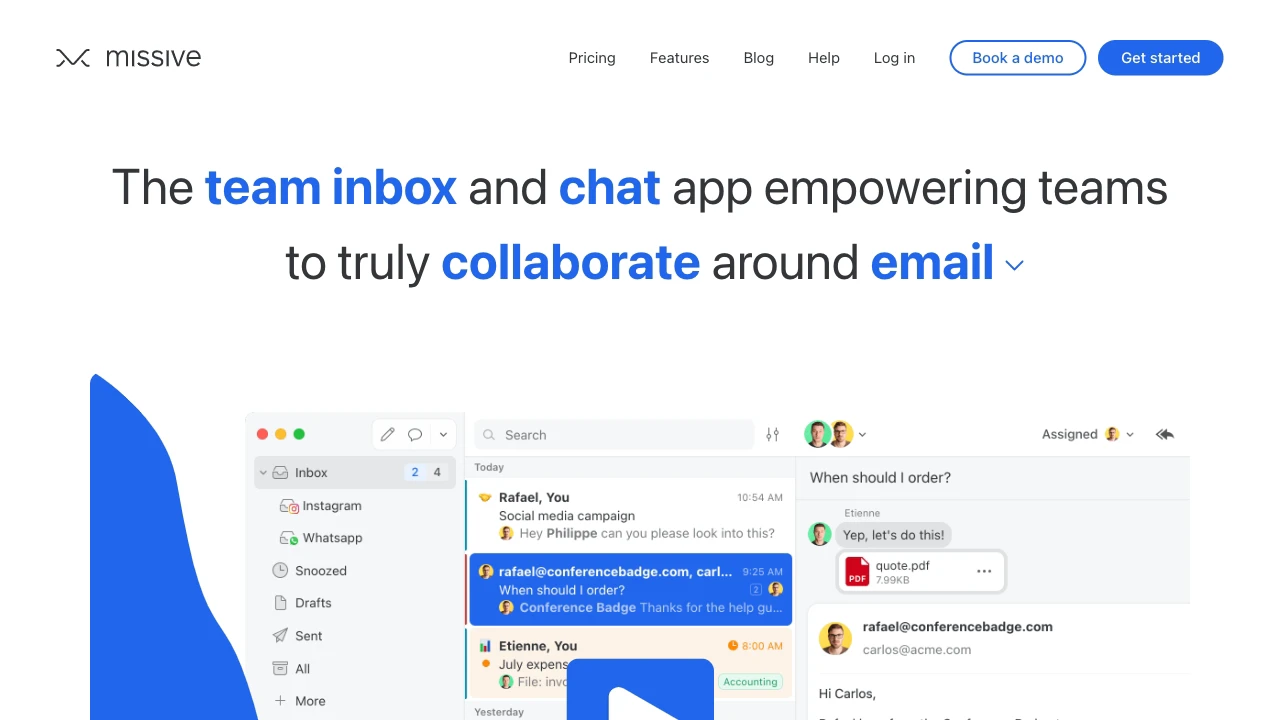 missive
Pricing Features Blog Help Log in Book a demo Get started
The team inbox and chat app empowering teams
to truly collaborate around email
Search
Assigned
Inbox 2 4
Instagram
Whatsapp
Snoozed
Drafts
Sent
All
More
Today
Rafael, You 10:54 AM
Social media campaign
Hey Philippe can you please look into this?
rafael@conferencebadge.com, carl... 9:25 AM
When should I order? 2
Conference Badge Thanks for the help gu...
Etienne, You 8:00 AM
July expens
File: invo Accounting
Yesterday
When should I order?
Etienne
Yep, let's do this!
PDF
quote.pdf
7.99KB
rafael@conferencebadge.com
carlos@acme.com
Hi Carlos,